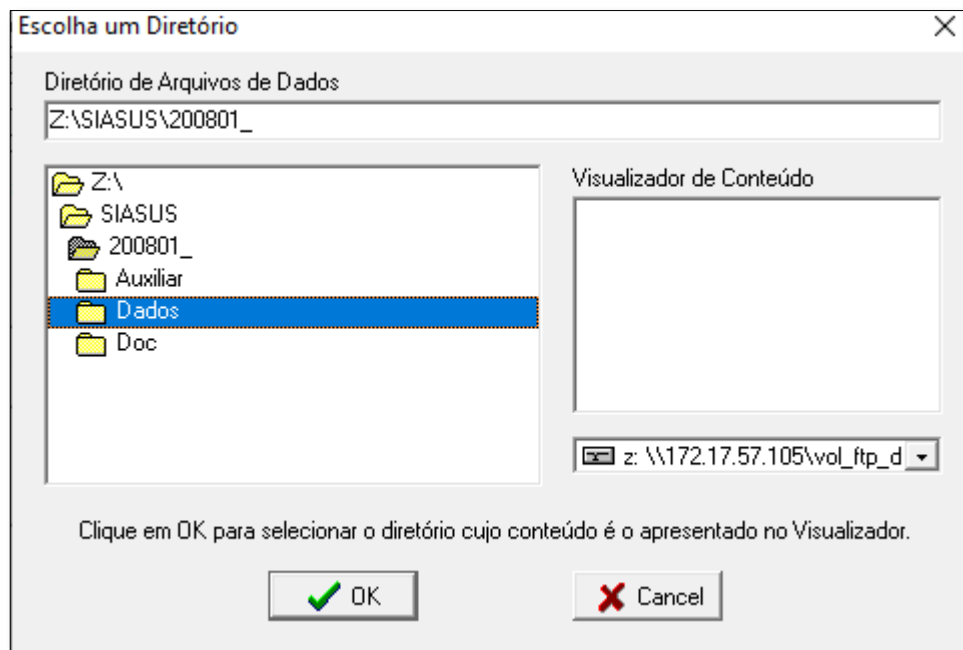 Escolha um Diretório
Diretório de Arquivos de Dados
Z:\SIASUS\200801_
Z:\
SIASUS
200801_
Auxiliar
Dados
Doc
Visualizador de Conteúdo
z: \\172.17.57.105\vol_ftp_d
Clique em OK para selecionar o diretório cujo conteúdo é o apresentado no Visualizador.
OK
Cancel